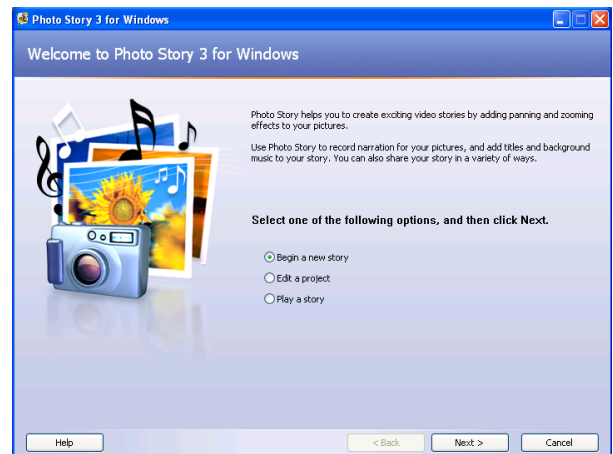 Photo Story 3 for Windows
Welcome to Photo Story 3 for Windows
Photo Story helps you to create exciting video stories by adding panning and zooming
effects to your pictures.
Use Photo Story to record narration for your pictures, and add titles and background
music to your story. You can also share your story in a variety of ways.
Select one of the following options, and then click Next.
Begin a new story
Edit a project
Play a story
Help
< Back
Next >
Cancel